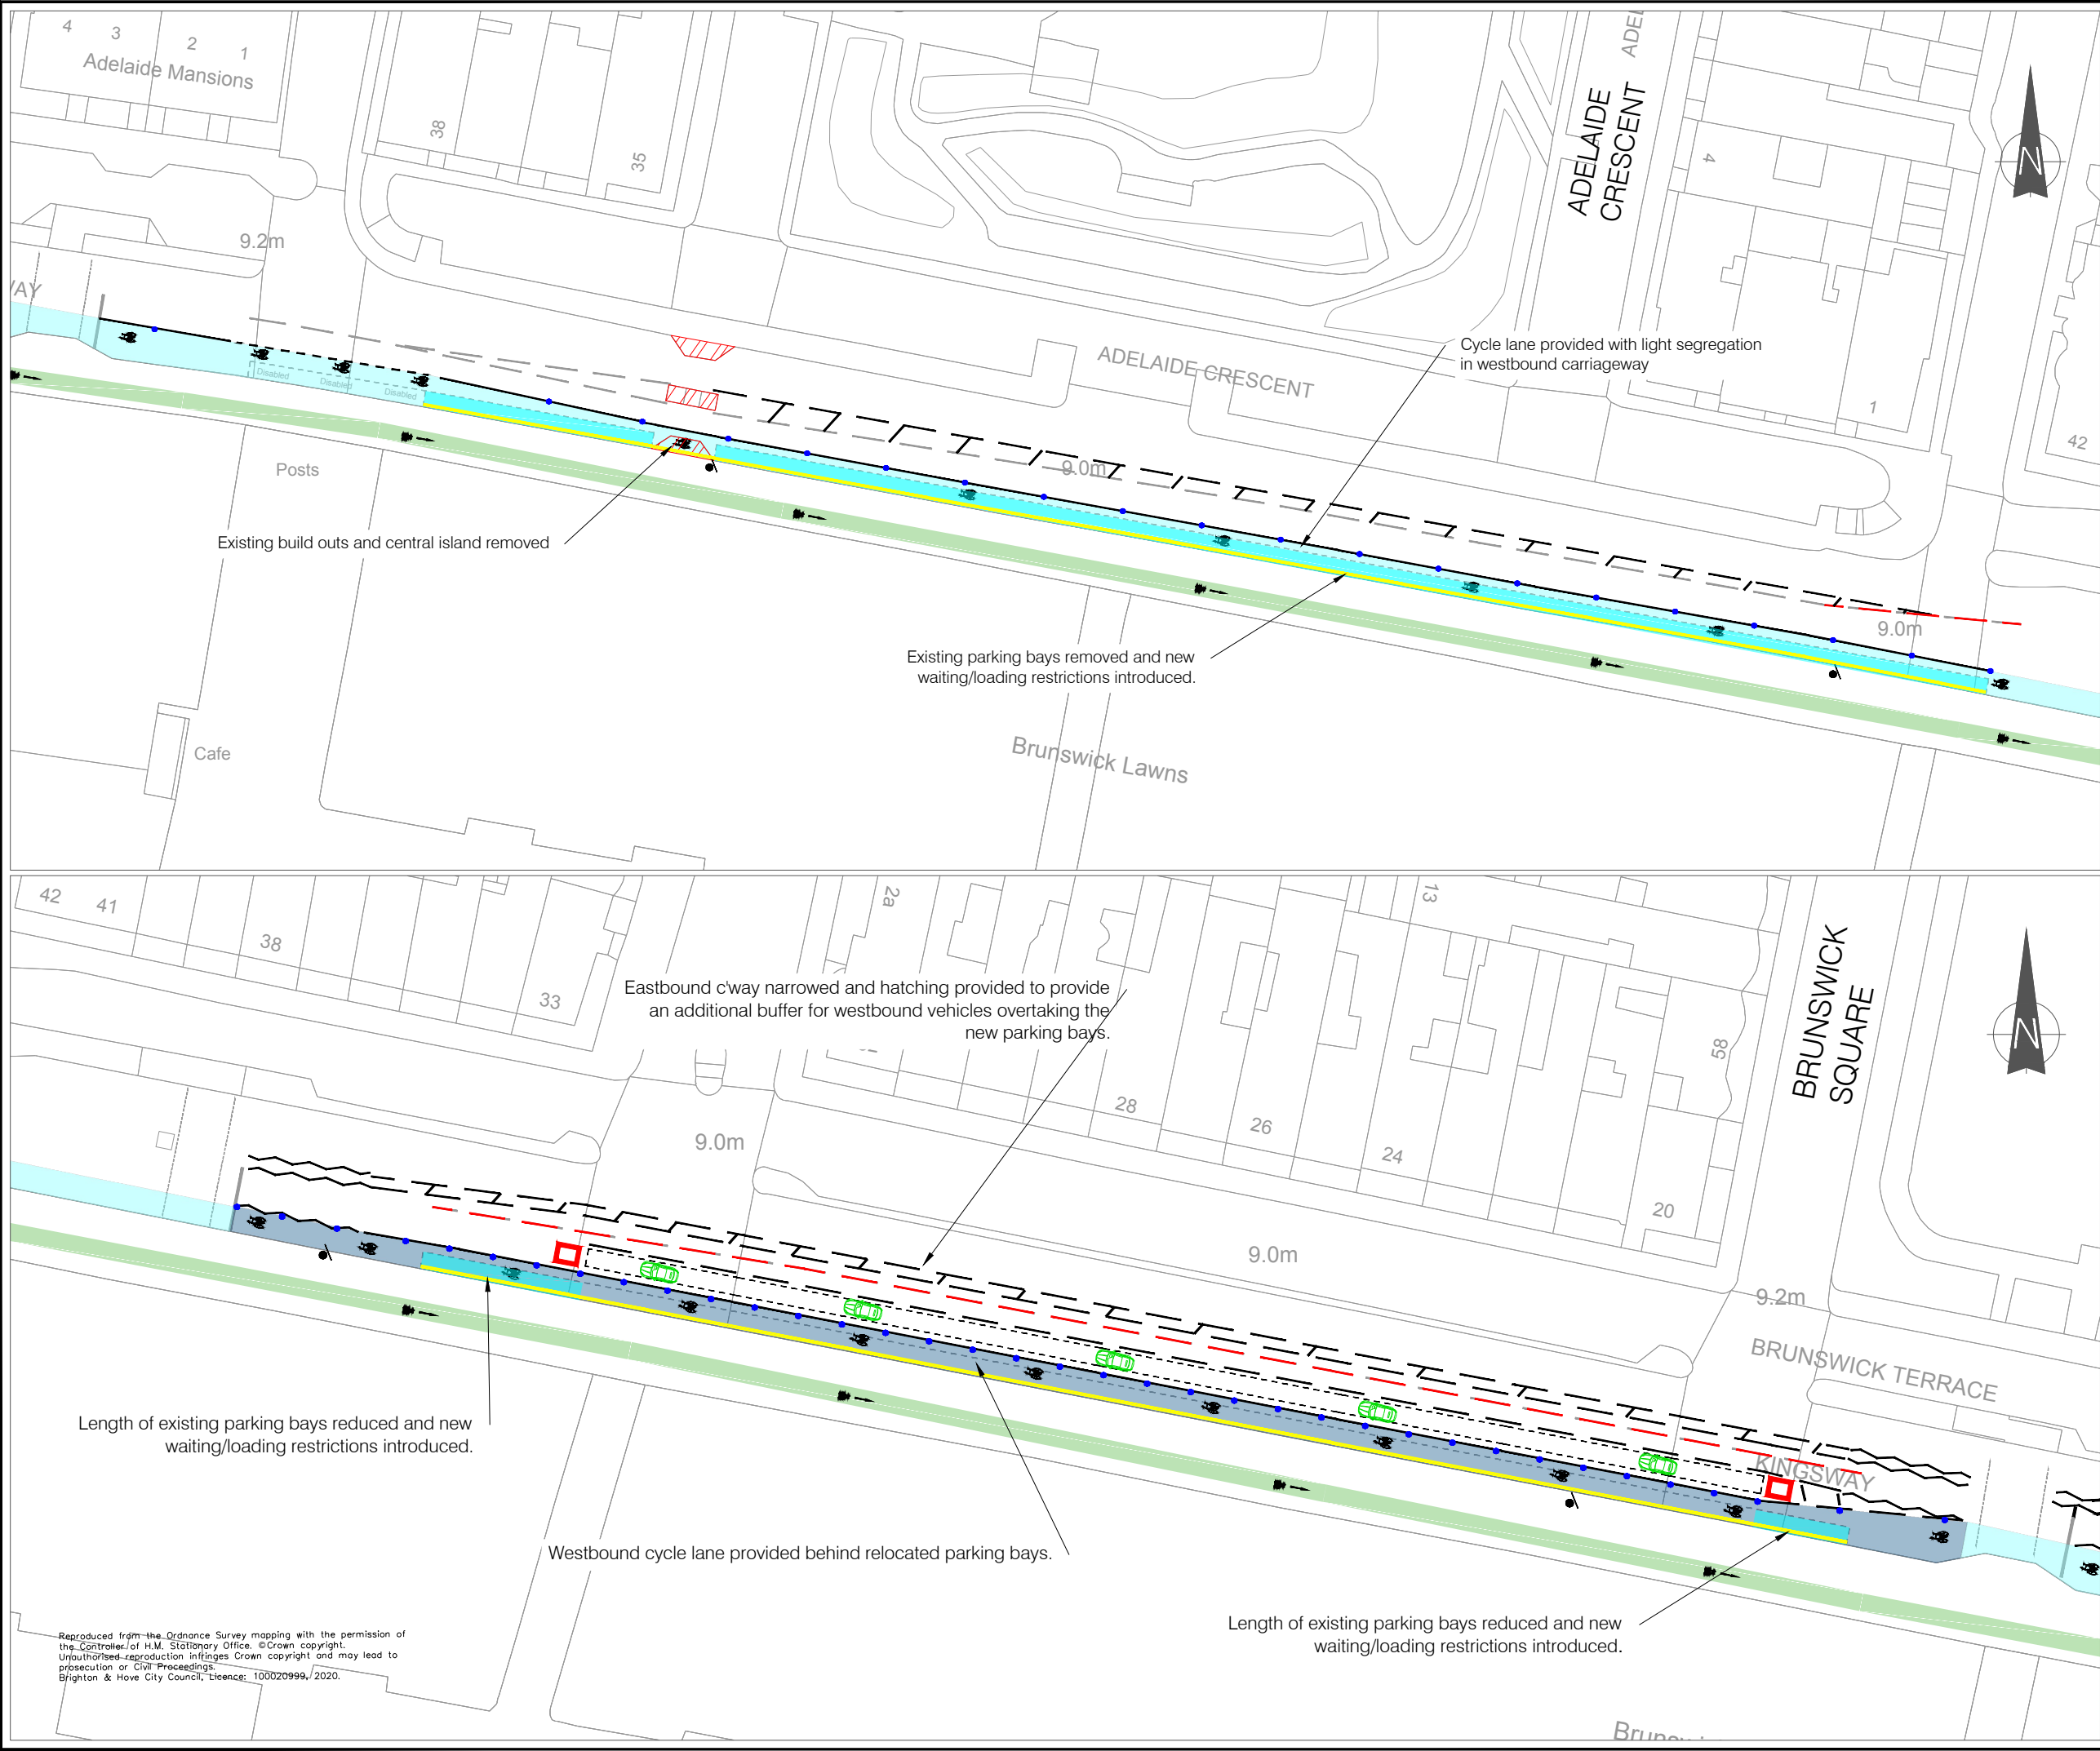 4 3 2 1
Adelaide Mansions
38
35
ADELAIDE
CRESCENT
4
N
9.2m
Disabled
Disabled
Disabled
ADELAIDE CRESCENT
Cycle lane provided with light segregation
in westbound carriageway
1
42
Posts
9.0m
Existing build outs and central island removed
9.0m
Existing parking bays removed and new
waiting/loading restrictions introduced.
Cafe
Brunswick Lawns
42 41
38
33
2a
13
BRUNSWICK
SQUARE
N
Eastbound c'way narrowed and hatching provided to provide
an additional buffer for westbound vehicles overtaking the
new parking bays.
58
28
26
24
20
9.0m
9.0m
9.2m
BRUNSWICK TERRACE
KINGSWAY
Length of existing parking bays reduced and new
waiting/loading restrictions introduced.
Westbound cycle lane provided behind relocated parking bays.
Length of existing parking bays reduced and new
waiting/loading restrictions introduced.
Reproduced from the Ordnance Survey mapping with the permission of
the Controller of H.M. Stationary Office. ©Crown copyright.
Unauthorised reproduction infringes Crown copyright and may lead to
prosecution or Civil Proceedings.
Brighton & Hove City Council, Licence: 100020999, 2020.